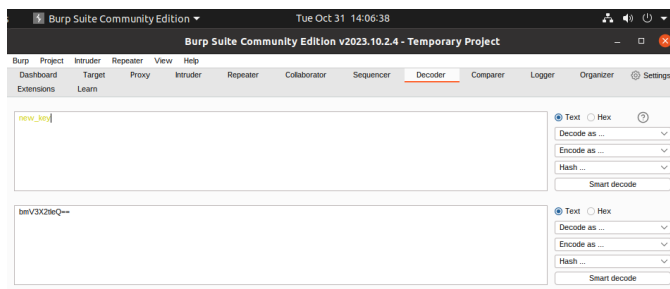 Burp Suite Community Edition
Tue Oct 31 14:06:38
Burp Suite Community Edition v2023.10.2.4 - Temporary Project
Burp Project Intruder Repeater View Help
Dashboard Target Proxy Intruder Repeater Collaborator Sequencer Decoder Comparer Logger Organizer Settings
Extensions Learn
new_key
Text Hex ?
Decode as ...
Encode as ...
Hash ...
Smart decode
bmV3X2tleQ==
Text Hex
Decode as ...
Encode as ...
Hash ...
Smart decode